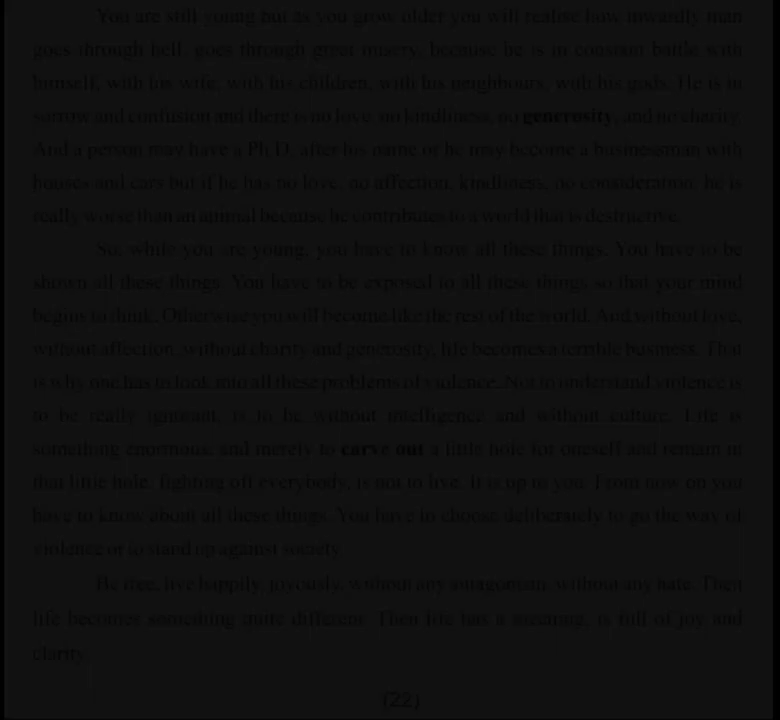 You are still young but as you grow older you will realise how inwardly man
goes through hell, goes through great misery, because he is in constant battle with
himself, with his wife, with his children, with his neighbours, with his gods. He is in
sorrow and confusion and there is no love, no kindliness, no generosity, and no charity.
And a person may have a Ph.D. after his name or he may become a businessman with
houses and cars but if he has no love, no affection, kindliness, no consideration, he is
really worse than an animal because he contributes to a world that is destructive.
So, while you are young, you have to know all these things. You have to be
shown all these things. You have to be exposed to all these things so that your mind
begins to think. Otherwise you will become like the rest of the world. And without love,
without affection, without charity and generosity, life becomes a terrible business. That
is why one has to look into all these problems of violence. Not to understand violence is
to be really ignorant, is to be without intelligence and without culture. Life is
something enormous, and merely to carve out a little hole for oneself and remain in
that little hole, fighting off everybody, is not to live. It is up to you. From now on you
have to know about all these things. You have to choose deliberately to go the way of
violence or to stand up against society.
Be free, live happily, joyously, without any antagonism, without any hate. Then
life becomes something quite different. Then life has a meaning, is full of joy and
clarity.
(22)